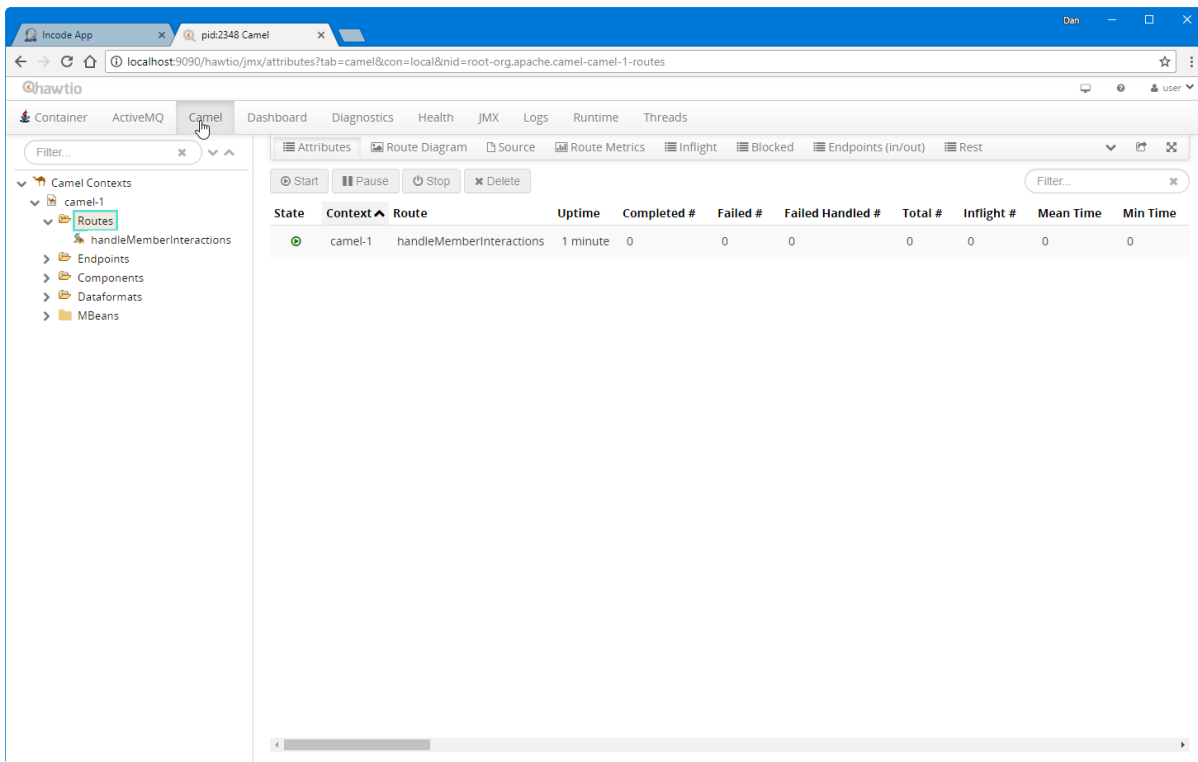 Dan
Incode App
pid:2348 Camel
localhost:9090/hawtio/jmx/attributes?tab=camel&con=local&nid=root-org.apache.camel-camel-1-routes
hawtio user
Container ActiveMQ Camel Dashboard Diagnostics Health JMX Logs Runtime Threads
Filter...
Camel Contexts
camel-1
Routes
handleMemberInteractions
Endpoints
Components
Dataformats
MBeans
Attributes Route Diagram Source Route Metrics Inflight Blocked Endpoints (in/out) Rest
Start Pause Stop Delete Filter...
State Context Route Uptime Completed # Failed # Failed Handled # Total # Inflight # Mean Time Min Time
camel-1 handleMemberInteractions 1 minute 0 0 0 0 0 0 0